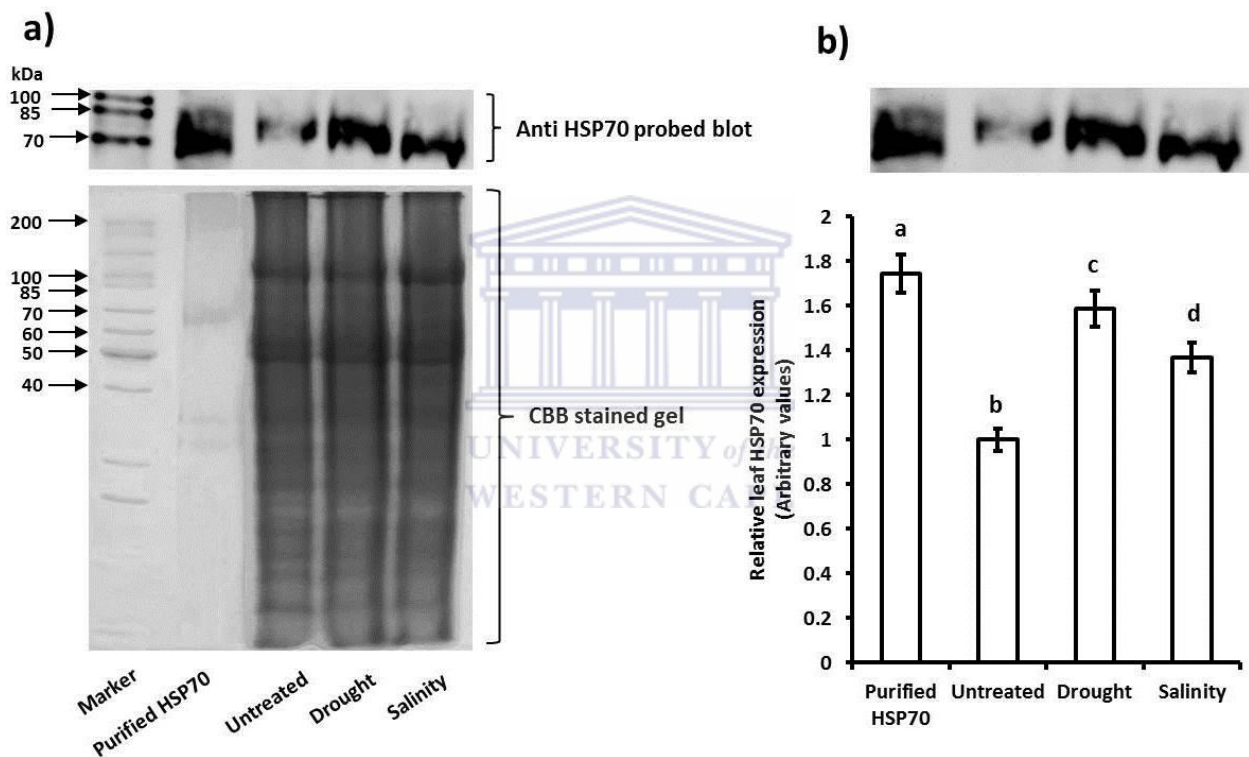 a)
kDa
100
85
70
Anti HSP70 probed blot
200
100
85
70
60
50
40
CBB stained gel
Marker
Purified HSP70
Untreated
Drought
Salinity
UNIVERSITY of the
WESTERN CAPE
b)
Relative leaf HSP70 expression
(Arbitrary values)
2
1.8
1.6
1.4
1.2
1
0.8
0.6
0.4
0.2
0
a
b
c
d
Purified
HSP70
Untreated
Drought
Salinity